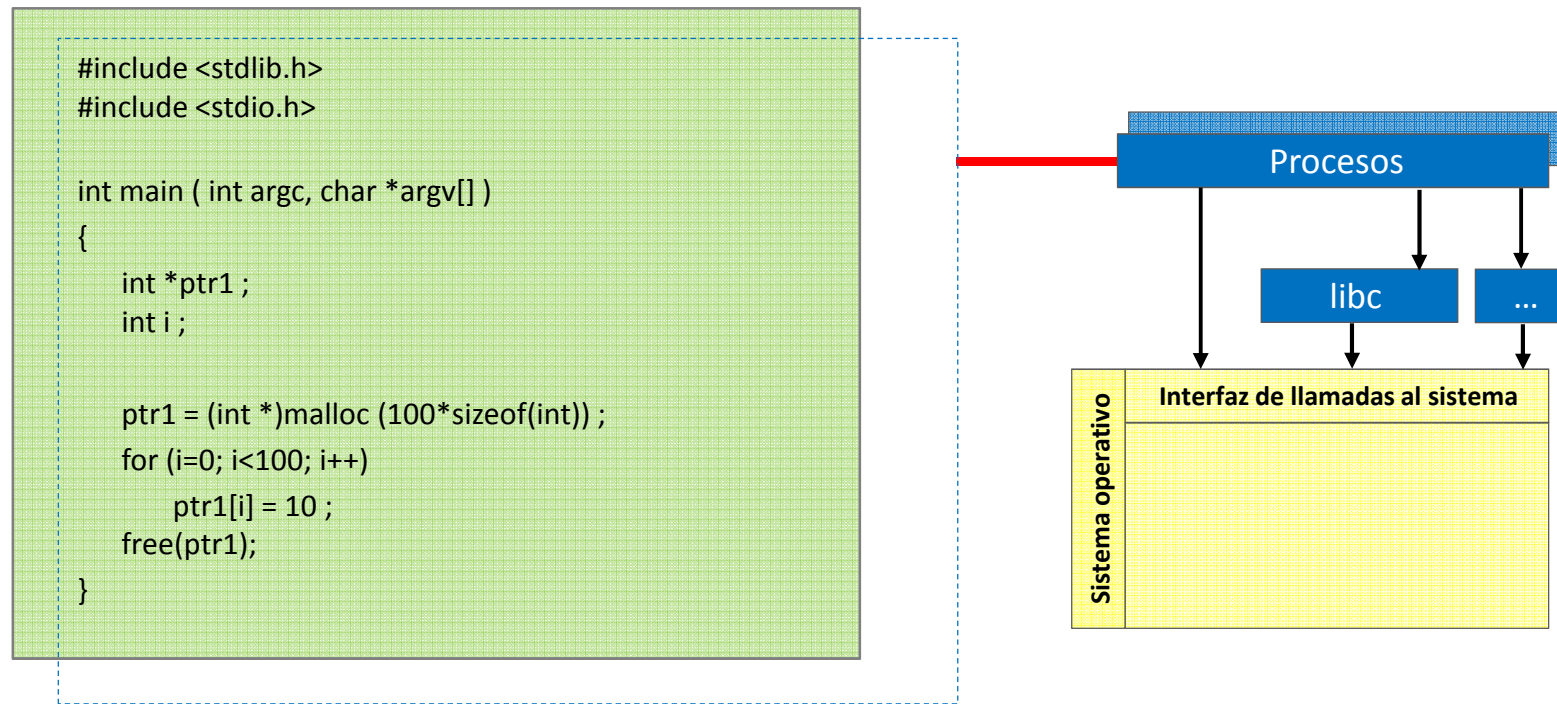 #include <stdlib.h>
#include <stdio.h>
int main ( int argc, char *argv[] )
{
int *ptr1 ;
int i ;
ptr1 = (int *)malloc (100*sizeof(int)) ;
for (i=0; i<100; i++)
ptr1[i] = 10 ;
free(ptr1);
}
Procesos
libc
...
Interfaz de llamadas al sistema
Sistema operativo